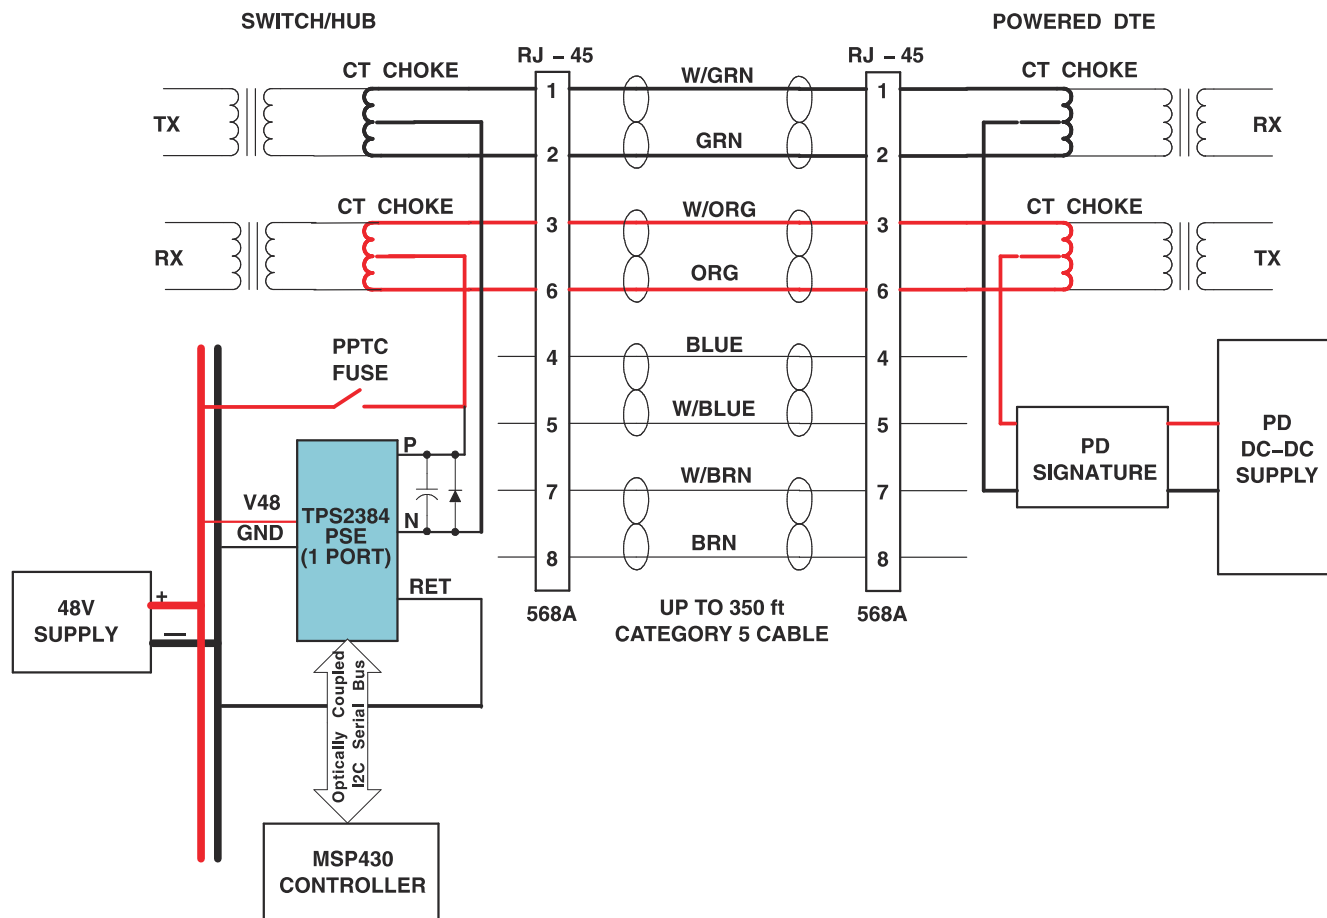 SWITCH/HUB
POWERED DTE
RJ – 45
RJ – 45
CT CHOKE
W/GRN
CT CHOKE
1
1
TX
RX
GRN
2
2
CT CHOKE
W/ORG
CT CHOKE
3
3
RX
TX
ORG
6
6
PPTC
FUSE
BLUE
4
4
W/BLUE
5
5
P
PD
SIGNATURE
PD
DC–DC
SUPPLY
W/BRN
7
7
V48
GND
N
TPS2384
PSE
(1 PORT)
BRN
8
8
RET
48V
SUPPLY
+
—
568A
UP TO 350 ft
CATEGORY 5 CABLE
568A
Optically Coupled
I2C Serial Bus
MSP430
CONTROLLER